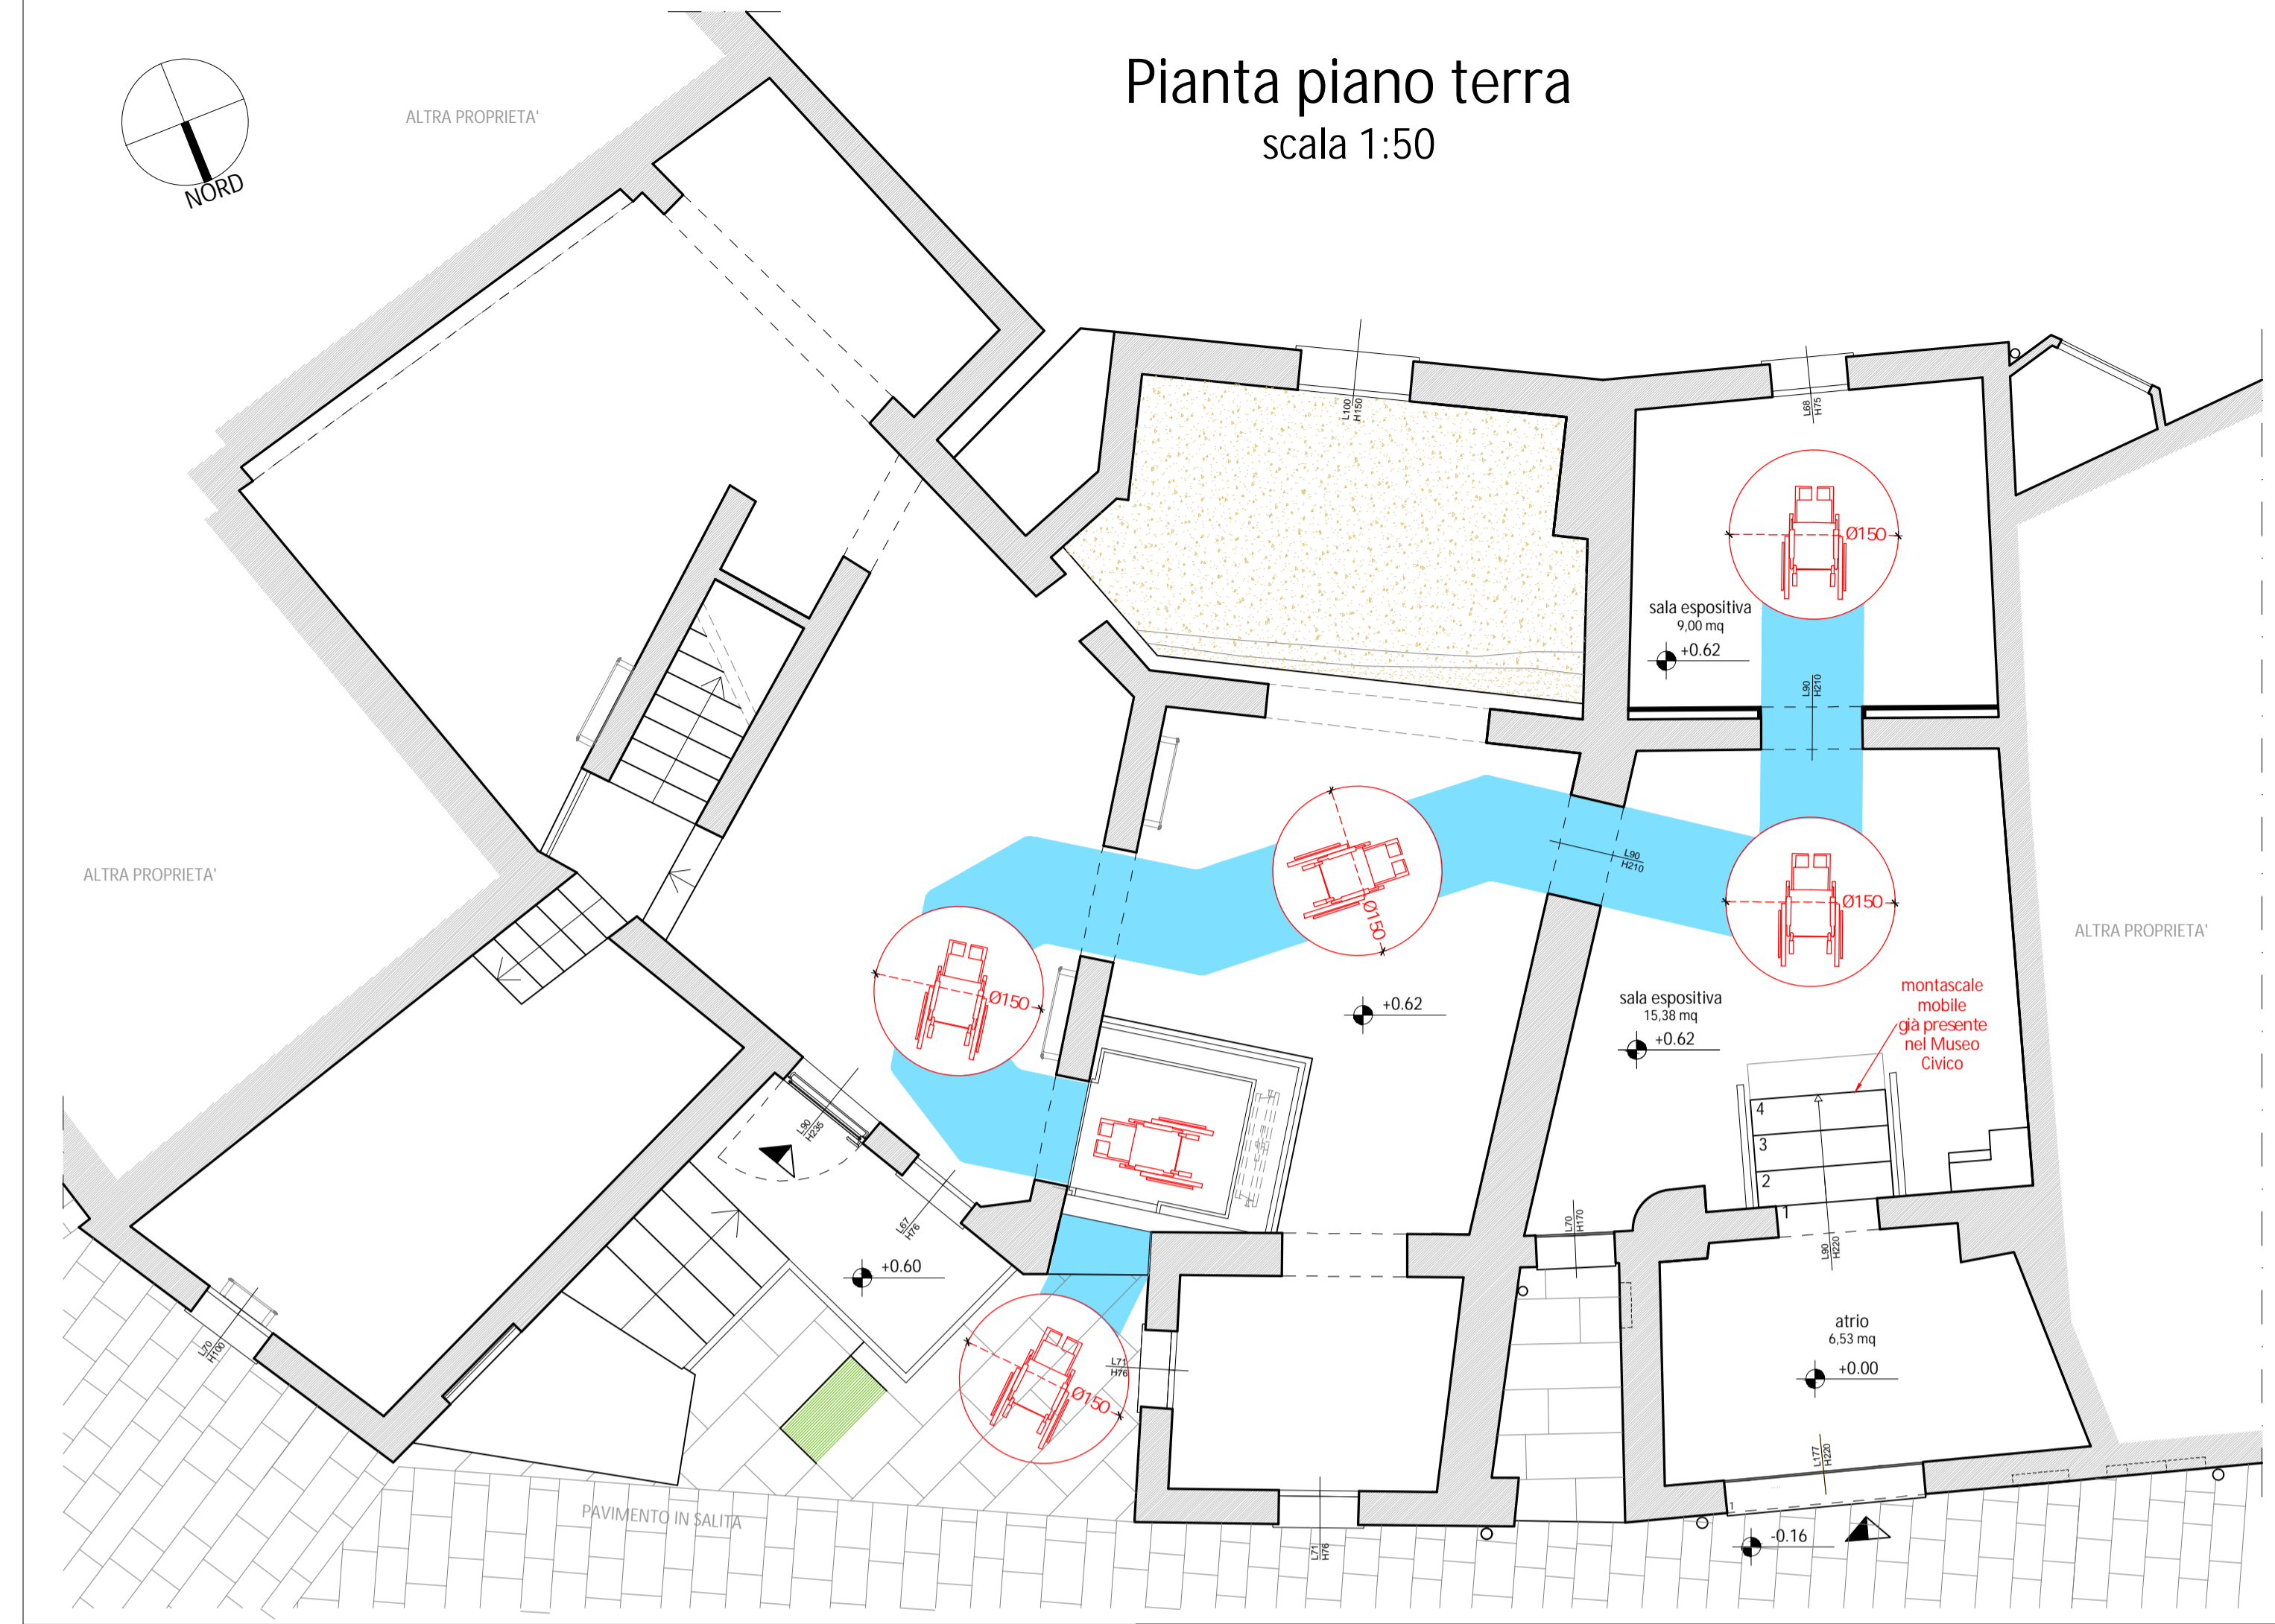 Pianta piano terra
scala 1:50
NORD
ALTRA PROPRIETA'
L100
H150
L68
H75
Ø150
sala espositiva
9,00 mq
+0.62
L90
H210
L90
H210
Ø150
Ø150
Ø150
ALTRA PROPRIETA'
ALTRA PROPRIETA'
+0.62
sala espositiva
15,38 mq
+0.62
montascale
mobile
già presente
nel Museo
Civico
4
3
2
1
L90
H235
L67
H76
+0.60
L70
H170
L90
H220
L70
H100
L71
H76
Ø150
atrio
6,53 mq
+0.00
L177
H220
1
PAVIMENTO IN SALITA
L71
H76
-0.16